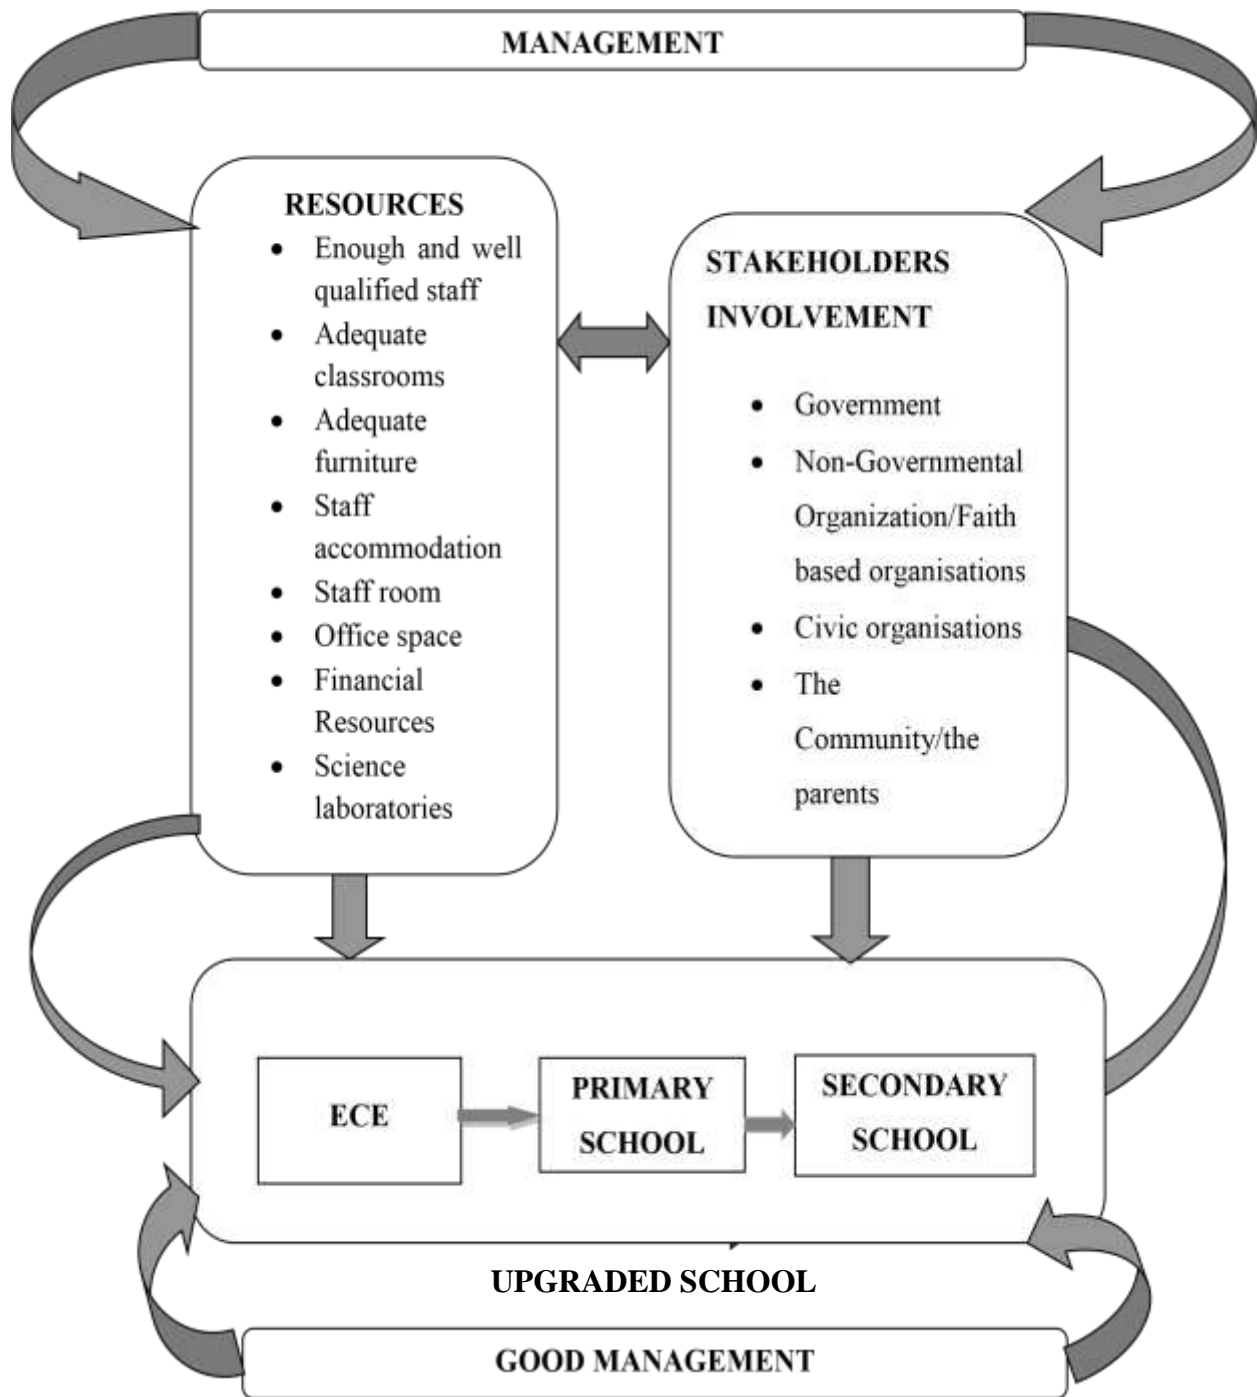 MANAGEMENT
RESOURCES
• Enough and well
qualified staff
• Adequate
classrooms
• Adequate
furniture
• Staff
accommodation
• Staff room
• Office space
• Financial
Resources
• Science
laboratories
STAKEHOLDERS
INVOLVEMENT
• Government
• Non-Governmental
Organization/Faith
based organisations
• Civic organisations
• The
Community/the
parents
ECE
PRIMARY
SCHOOL
SECONDARY
SCHOOL
UPGRADED SCHOOL
GOOD MANAGEMENT